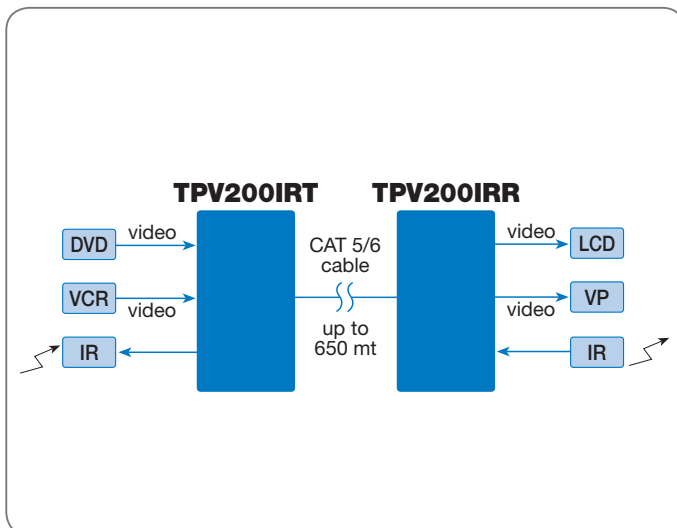 TPV200IRT
TPV200IRR
DVD
video
VCR
video
IR
CAT 5/6
cable
up to
650 mt
video
LCD
video
VP
IR